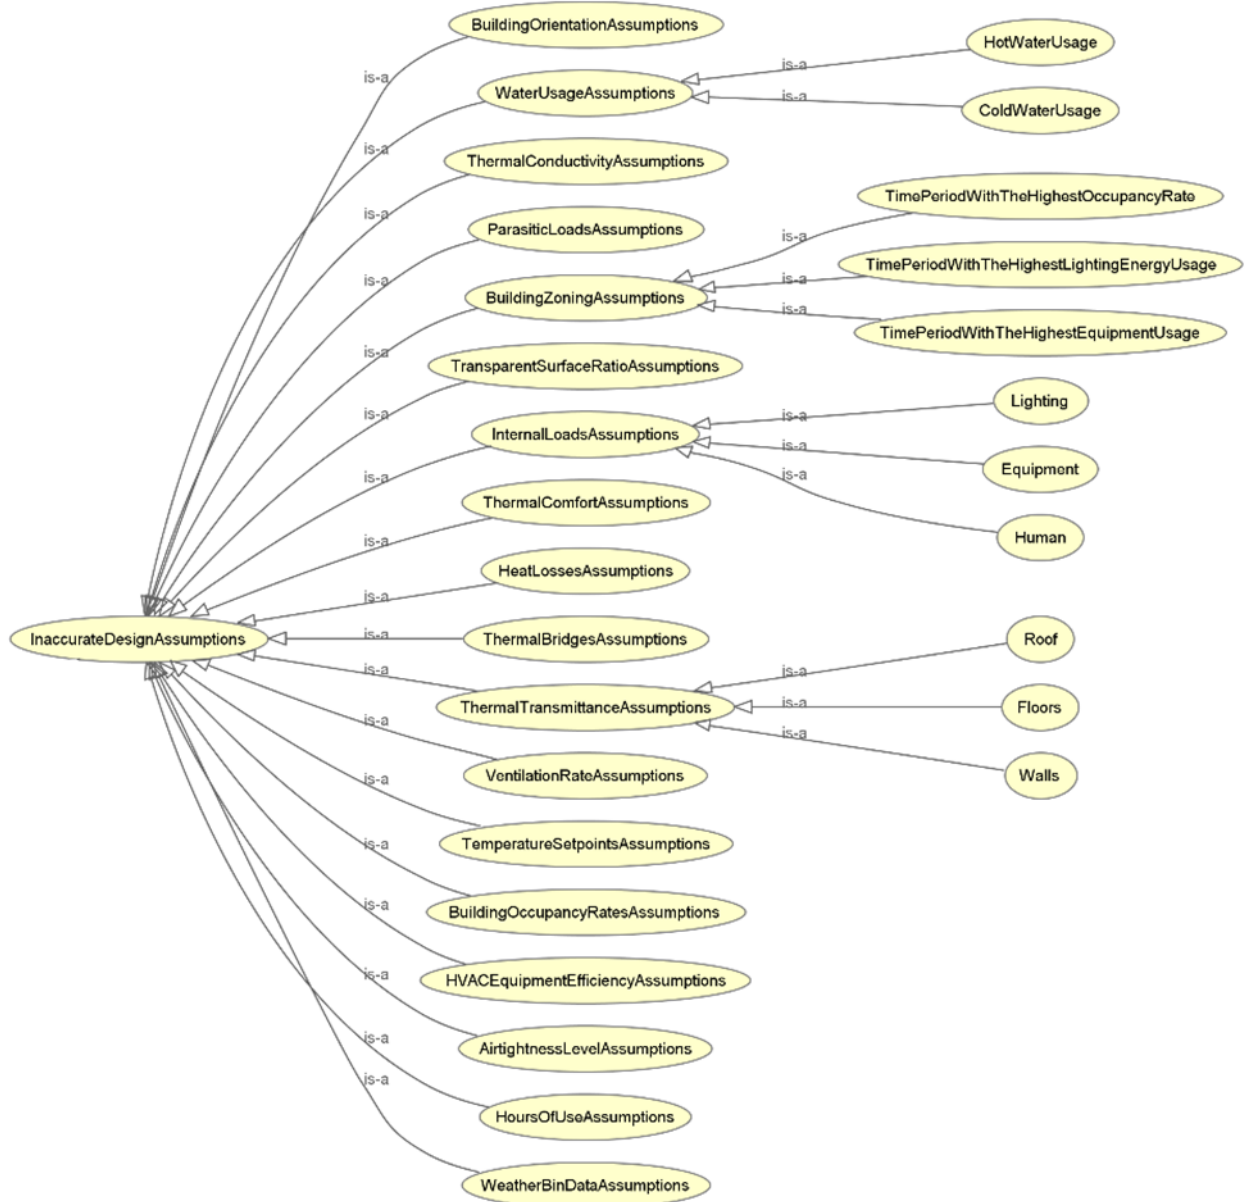 BuildingOrientationAssumptions
HotWaterUsage
is-a
is-a
WaterUsageAssumptions
is-a
ColdWaterUsage
is-a
ThermalConductivityAssumptions
TimePeriodWithTheHighestOccupancyRate
is-a
ParasiticLoadsAssumptions
is-a
TimePeriodWithTheHighestLightingEnergyUsage
is-a
is-a
BuildingZoningAssumptions
is-a
TimePeriodWithTheHighestEquipmentUsage
is-a
TransparentSurfaceRatioAssumptions
Lighting
is-a
is-a
InternalLoadsAssumptions
is-a
Equipment
is-a
is-a
ThermalComfortAssumptions
Human
is-a
HeatLossesAssumptions
is-a
InaccurateDesignAssumptions
is-a
ThermalBridgesAssumptions
Roof
is-a
is-a
ThermalTransmittanceAssumptions
is-a
Floors
is-a
is-a
VentilationRateAssumptions
Walls
is-a
TemperatureSetpointsAssumptions
is-a
BuildingOccupancyRatesAssumptions
is-a
HVACEquipmentEfficiencyAssumptions
is-a
AirtightnessLevelAssumptions
is-a
HoursOfUseAssumptions
is-a
WeatherBinDataAssumptions